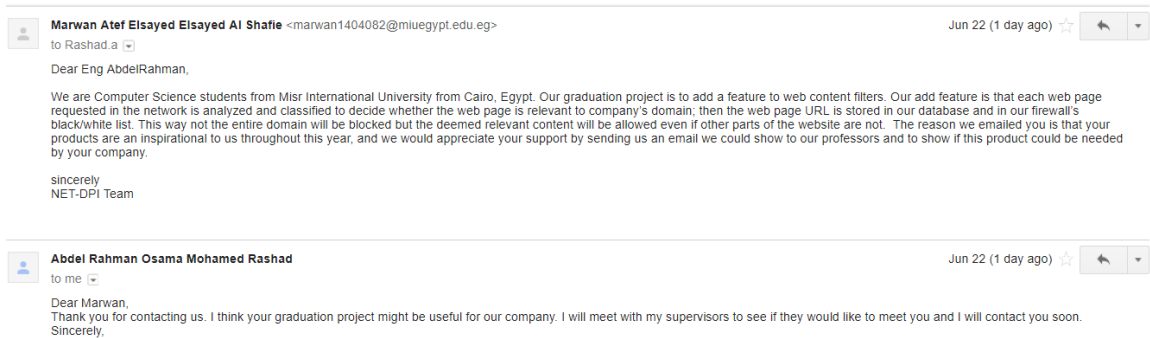 Marwan Atef Elsayed Elsayed Al Shafie <marwan1404082@miuegypt.edu.eg> Jun 22 (1 day ago)
to Rashad.a
Dear Eng AbdelRahman,
We are Computer Science students from Misr International University from Cairo, Egypt. Our graduation project is to add a feature to web content filters. Our add feature is that each web page
requested in the network is analyzed and classified to decide whether the web page is relevant to company's domain; then the web page URL is stored in our database and in our firewall's
black/white list. This way not the entire domain will be blocked but the deemed relevant content will be allowed even if other parts of the website are not.  The reason we emailed you is that your
products are an inspirational to us throughout this year, and we would appreciate your support by sending us an email we could show to our professors and to show if this product could be needed
by your company.
sincerely
NET-DPI Team
Abdel Rahman Osama Mohamed Rashad Jun 22 (1 day ago)
to me
Dear Marwan,
Thank you for contacting us. I think your graduation project might be useful for our company. I will meet with my supervisors to see if they would like to meet you and I will contact you soon.
Sincerely,